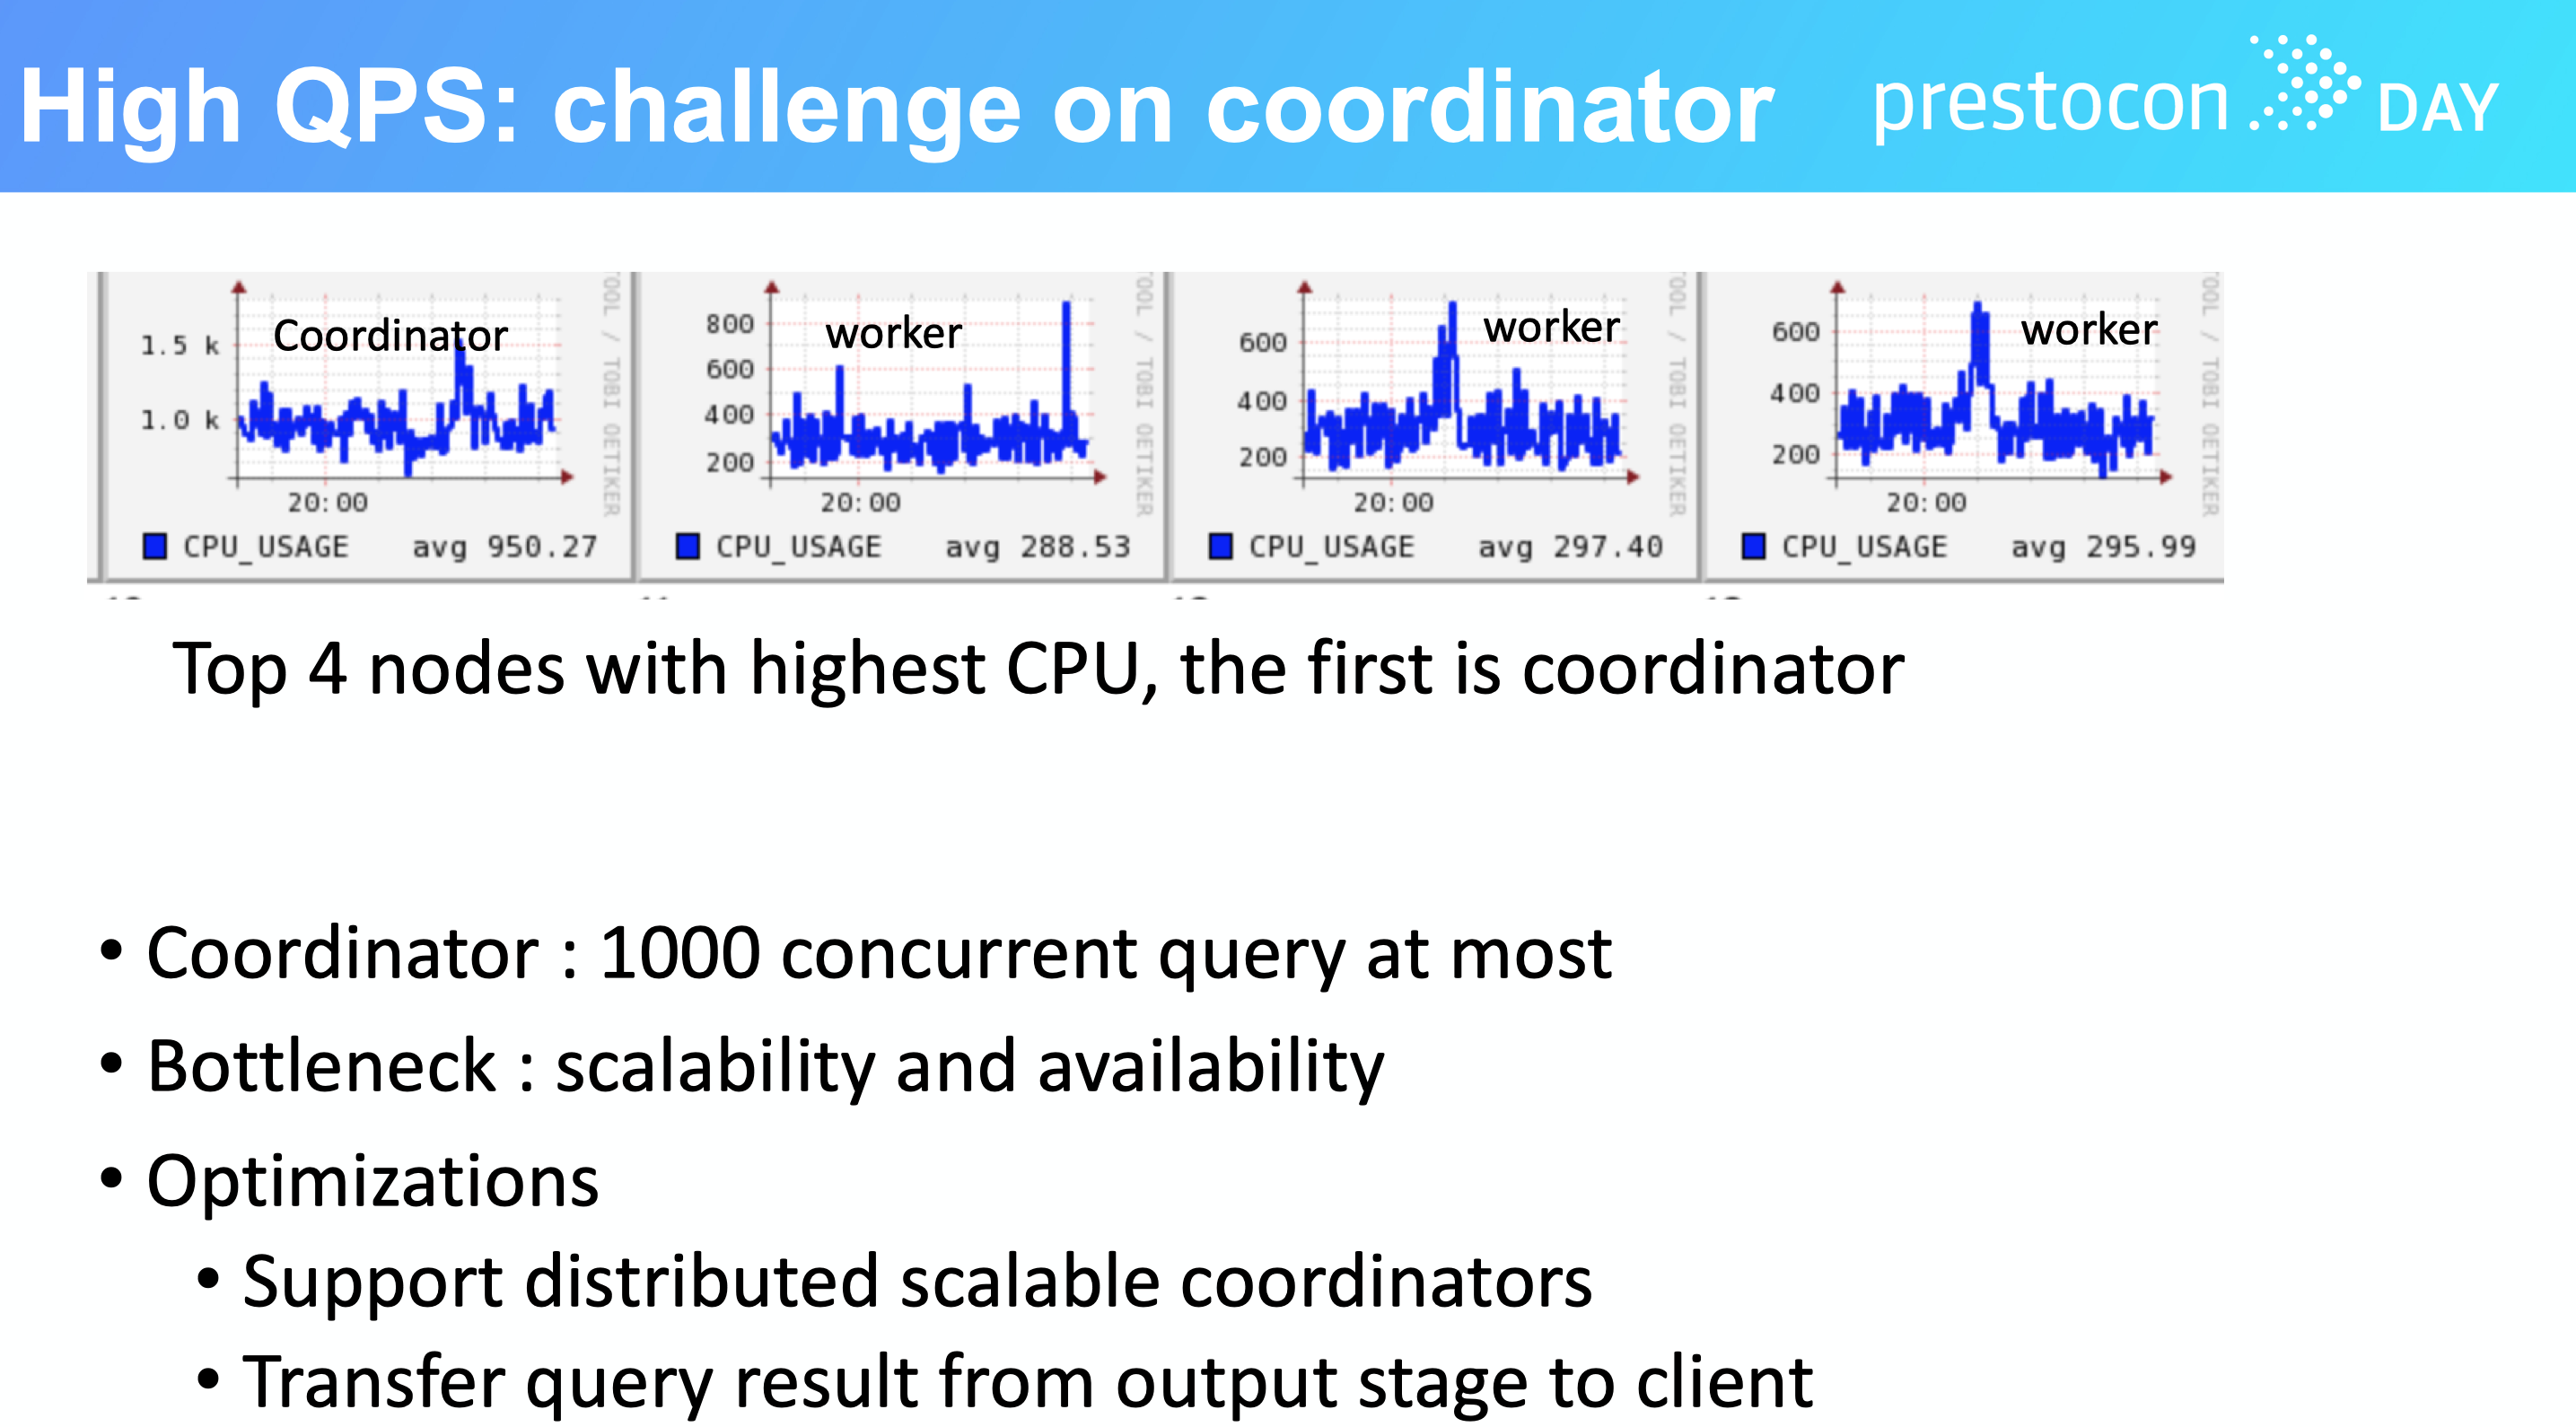 High QPS: challenge on coordinator
prestocon DAY
Coordinator
1.5 k
1.0 k
20:00
CPU_USAGE avg 950.27
TOOL / TOBI OETIKER
worker
800
600
400
200
20:00
CPU_USAGE avg 288.53
TOOL / TOBI OETIKER
worker
600
400
200
20:00
CPU_USAGE avg 297.40
TOOL / TOBI OETIKER
worker
600
400
200
20:00
CPU_USAGE avg 295.99
TOOL / TOBI OETIKER
Top 4 nodes with highest CPU, the first is coordinator
• Coordinator : 1000 concurrent query at most
• Bottleneck : scalability and availability
• Optimizations
• Support distributed scalable coordinators
• Transfer query result from output stage to client